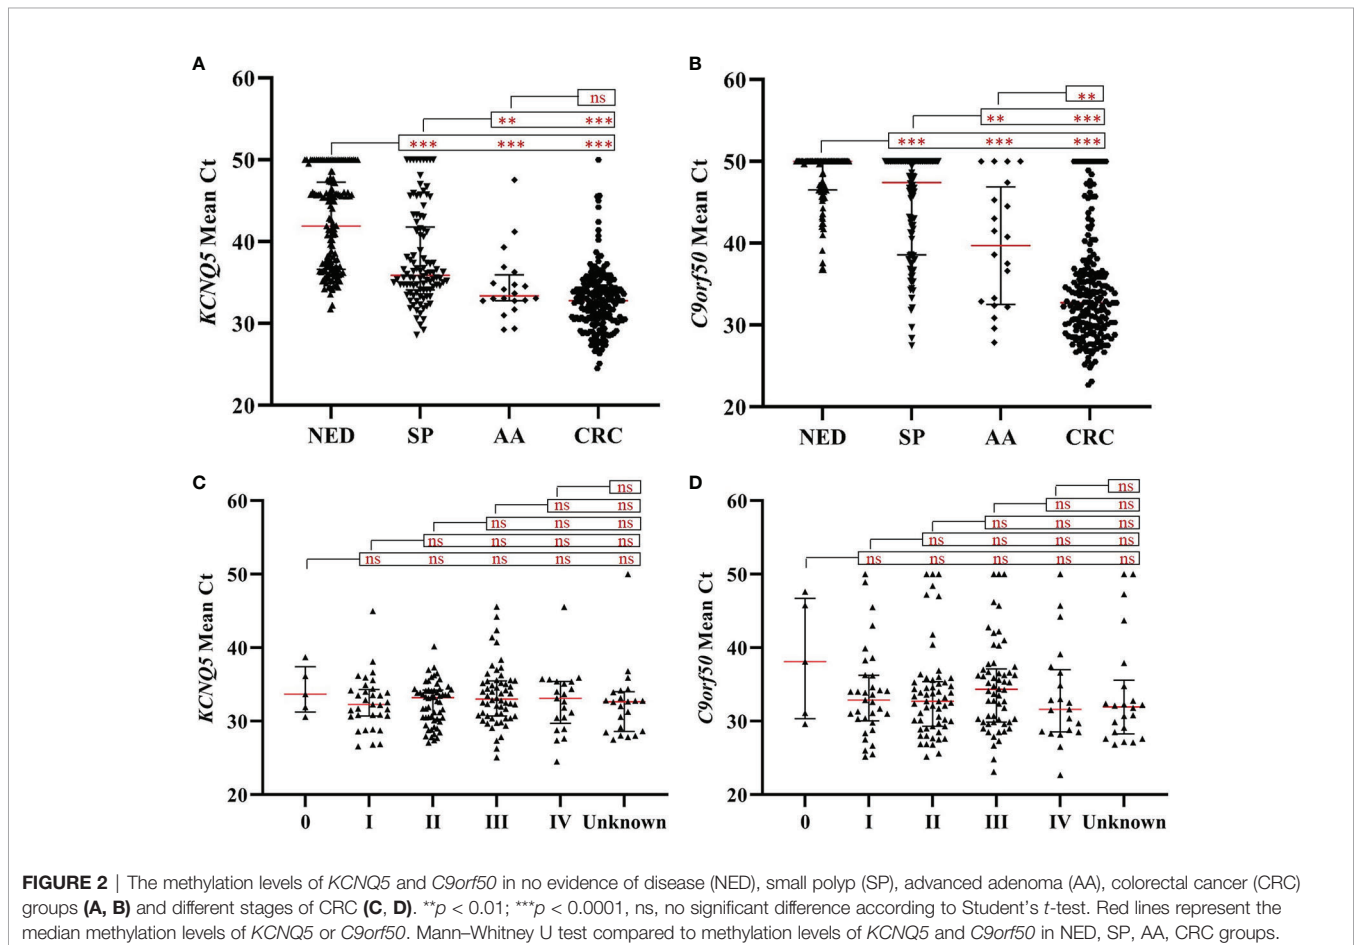 A
KCNQ5 Mean Ct
60
50
40
30
20
ns
** ***
*** *** ***
NED SP AA CRC
B
C9orf50 Mean Ct
60
50
40
30
20
**
** ***
*** *** ***
NED SP AA CRC
C
KCNQ5 Mean Ct
60
50
40
30
20
ns
ns ns
ns ns ns
ns ns ns ns
ns ns ns ns ns
0 I II III IV Unknown
D
C9orf50 Mean Ct
60
50
40
30
20
ns
ns ns
ns ns ns
ns ns ns ns
ns ns ns ns ns
0 I II III IV Unknown
FIGURE 2 | The methylation levels of KCNQ5 and C9orf50 in no evidence of disease (NED), small polyp (SP), advanced adenoma (AA), colorectal cancer (CRC)
groups (A, B) and different stages of CRC (C, D). **p < 0.01; ***p < 0.0001, ns, no significant difference according to Student's t-test. Red lines represent the
median methylation levels of KCNQ5 or C9orf50. Mann–Whitney U test compared to methylation levels of KCNQ5 and C9orf50 in NED, SP, AA, CRC groups.